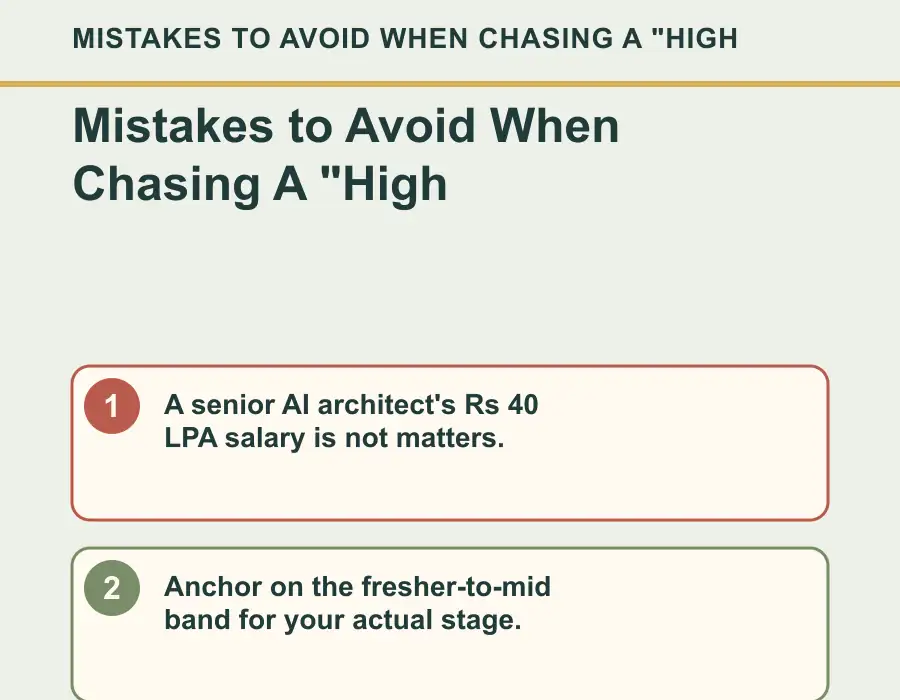 MISTAKES TO AVOID WHEN CHASING A "HIGH
Mistakes to Avoid When
Chasing A "High
1
A senior AI architect's Rs 40
LPA salary is not matters.
2
Anchor on the fresher-to-mid
band for your actual stage.